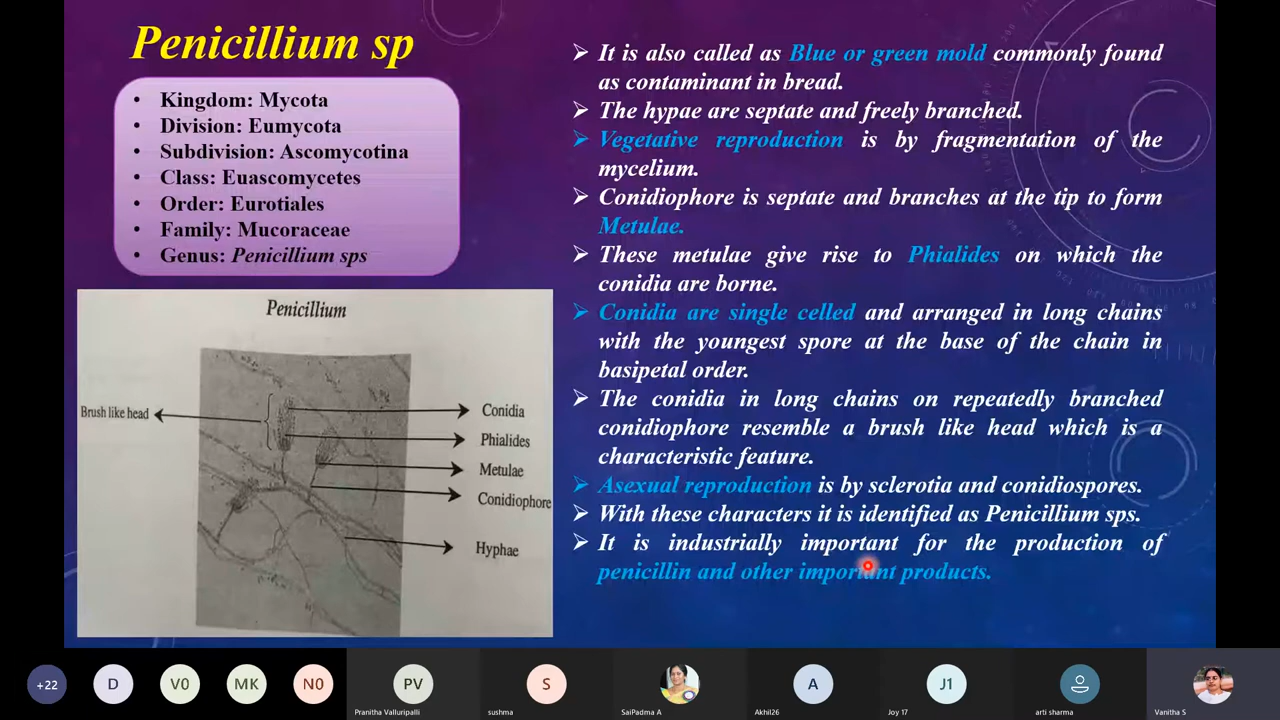 Penicillium sp
• Kingdom: Mycota
• Division: Eumycota
• Subdivision: Ascomycotina
• Class: Euascomycetes
• Order: Eurotiales
• Family: Mucoraceae
• Genus: Penicillium sps
Penicillium
Brush like head
Conidia
Phialides
Metulae
Conidiophore
Hyphae
➤ It is also called as Blue or green mold commonly found
as contaminant in bread.
➤ The hypae are septate and freely branched.
➤ Vegetative reproduction is by fragmentation of the
mycelium.
➤ Conidiophore is septate and branches at the tip to form
Metulae.
➤ These metulae give rise to Phialides on which the
conidia are borne.
➤ Conidia are single celled and arranged in long chains
with the youngest spore at the base of the chain in
basipetal order.
➤ The conidia in long chains on repeatedly branched
conidiophore resemble a brush like head which is a
characteristic feature.
➤ Asexual reproduction is by sclerotia and conidiospores.
➤ With these characters it is identified as Penicillium sps.
➤ It is industrially important for the production of
penicillin and other important products.
+22
D
V0
MK
N0
PV
S
A
J1
Pranitha Valluripalli
sushma
SaiPadma A
Akhil26
Joy 17
arti sharma
Vanitha S